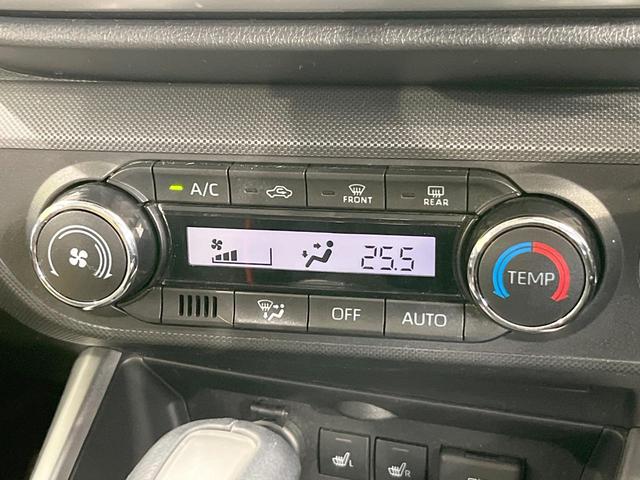 A/C
FRONT
REAR
25.5
TEMP
OFF
AUTO
L
R